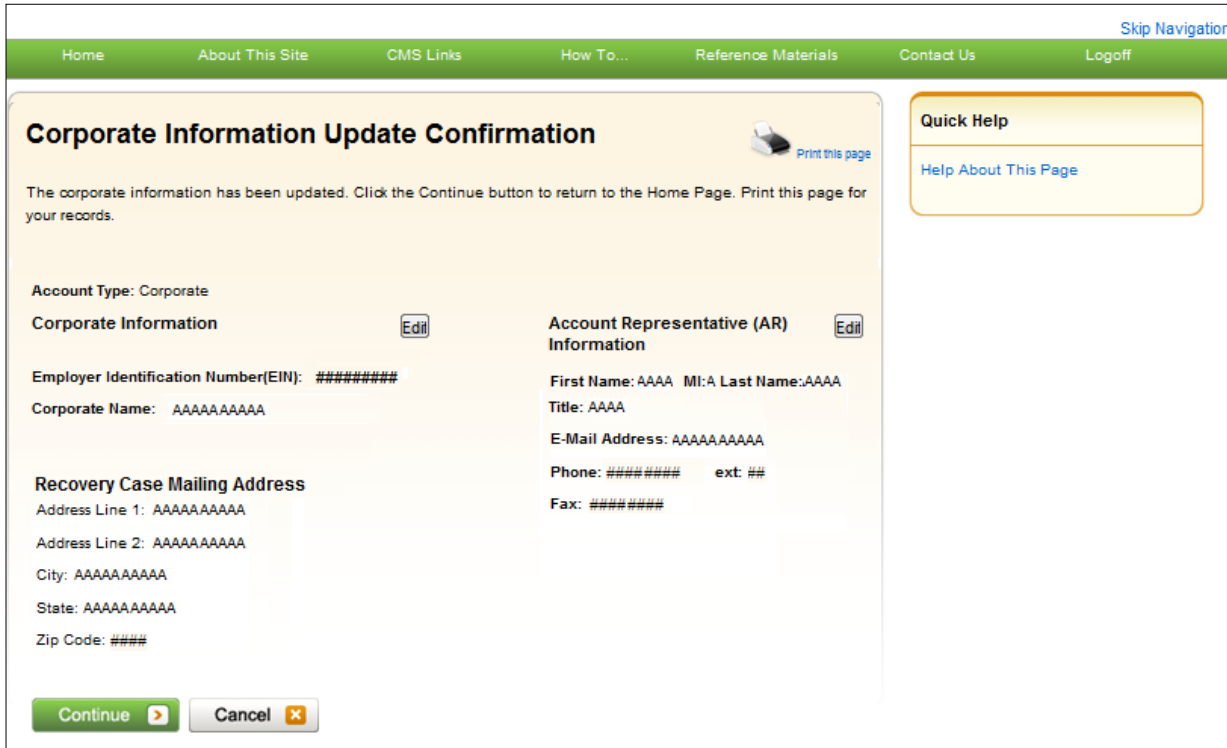 Skip Navigation
Home About This Site CMS Links How To... Reference Materials Contact Us Logoff
Corporate Information Update Confirmation
Print this page
The corporate information has been updated. Click the Continue button to return to the Home Page. Print this page for
your records.
Account Type: Corporate
Corporate Information Edit
Employer Identification Number(EIN): #########
Corporate Name: AAAAAAAAAA
Recovery Case Mailing Address
Address Line 1: AAAAAAAAAA
Address Line 2: AAAAAAAAAA
City: AAAAAAAAAA
State: AAAAAAAAAA
Zip Code: ####
Account Representative (AR) Edit
Information
First Name: AAAA MI:A Last Name:AAAA
Title: AAAA
E-Mail Address: AAAAAAAAAA
Phone: ######## ext: ##
Fax: ########
Continue Cancel
Quick Help
Help About This Page